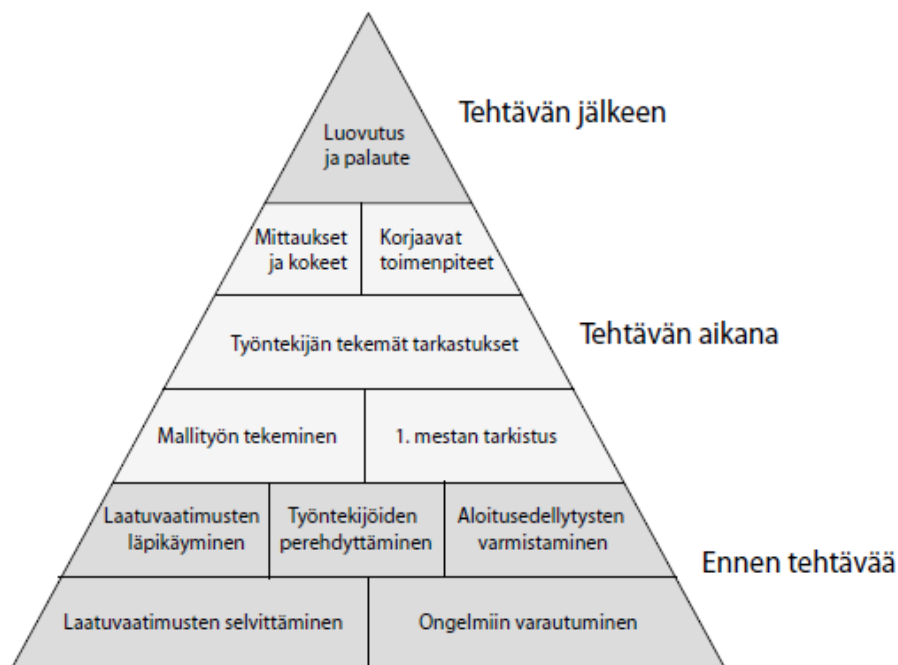 Tehtävän jälkeen
Luovutus
ja palaute
Mittaukset
ja kokeet
Korjaavat
toimenpiteet
Tehtävän aikana
Työntekijän tekemät tarkastukset
Mallityön tekeminen
1. mestan tarkistus
Laatuvaatimusten
läpikäyminen
Työntekijöiden
perehdyttäminen
Aloitusedellytysten
varmistaminen
Ennen tehtävää
Laatuvaatimusten selvittäminen
Ongelmiin varautuminen